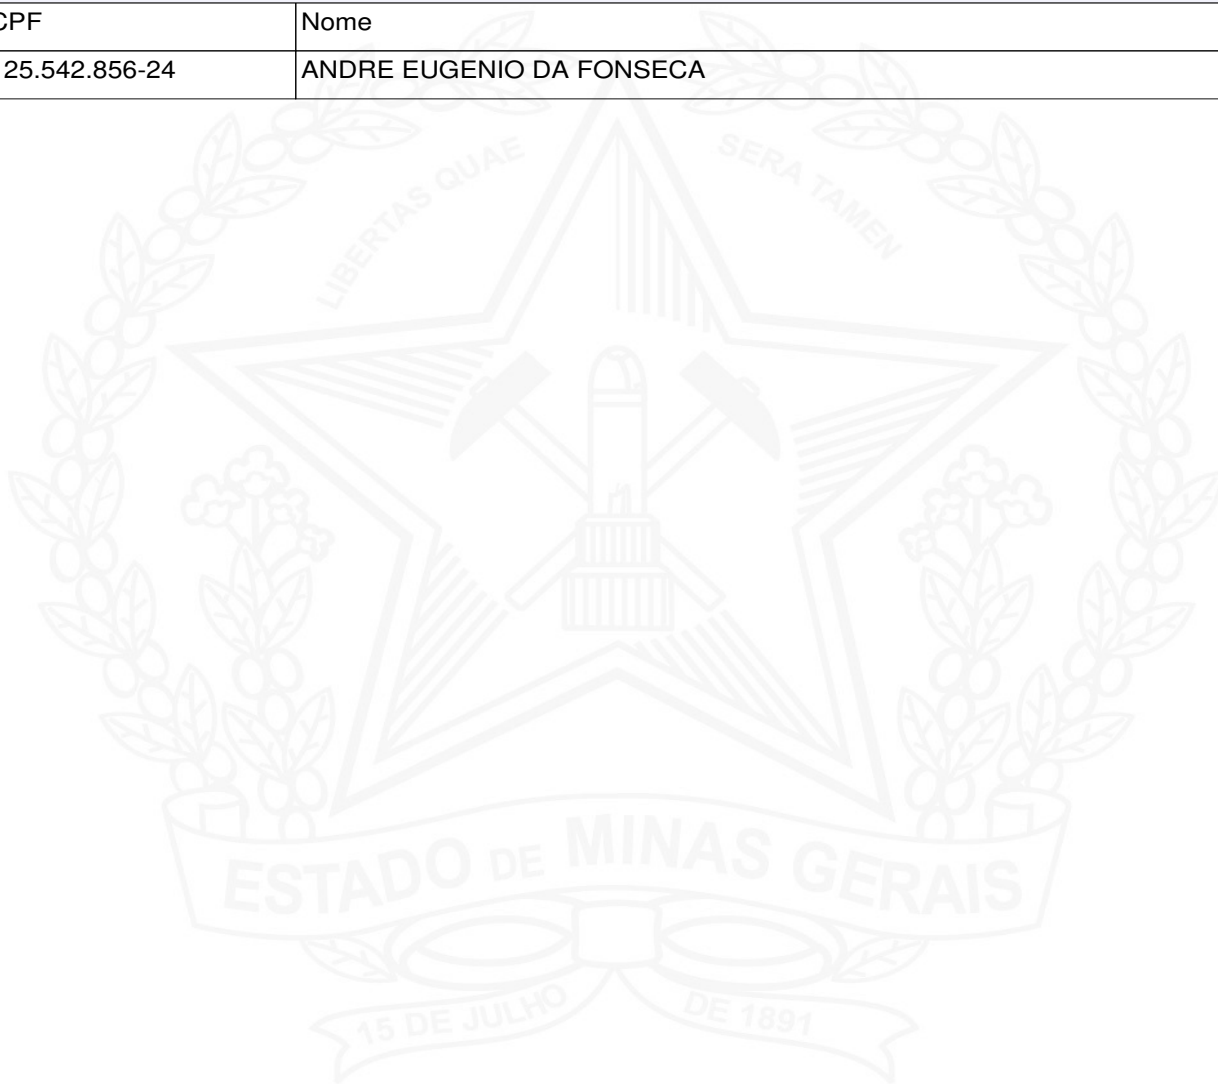 CPF Nome
25.542.856-24 ANDRE EUGENIO DA FONSECA
LIBERTAS QUAE SERA TAMEN
ESTADO DE MINAS GERAIS
15 DE JULHO DE 1891